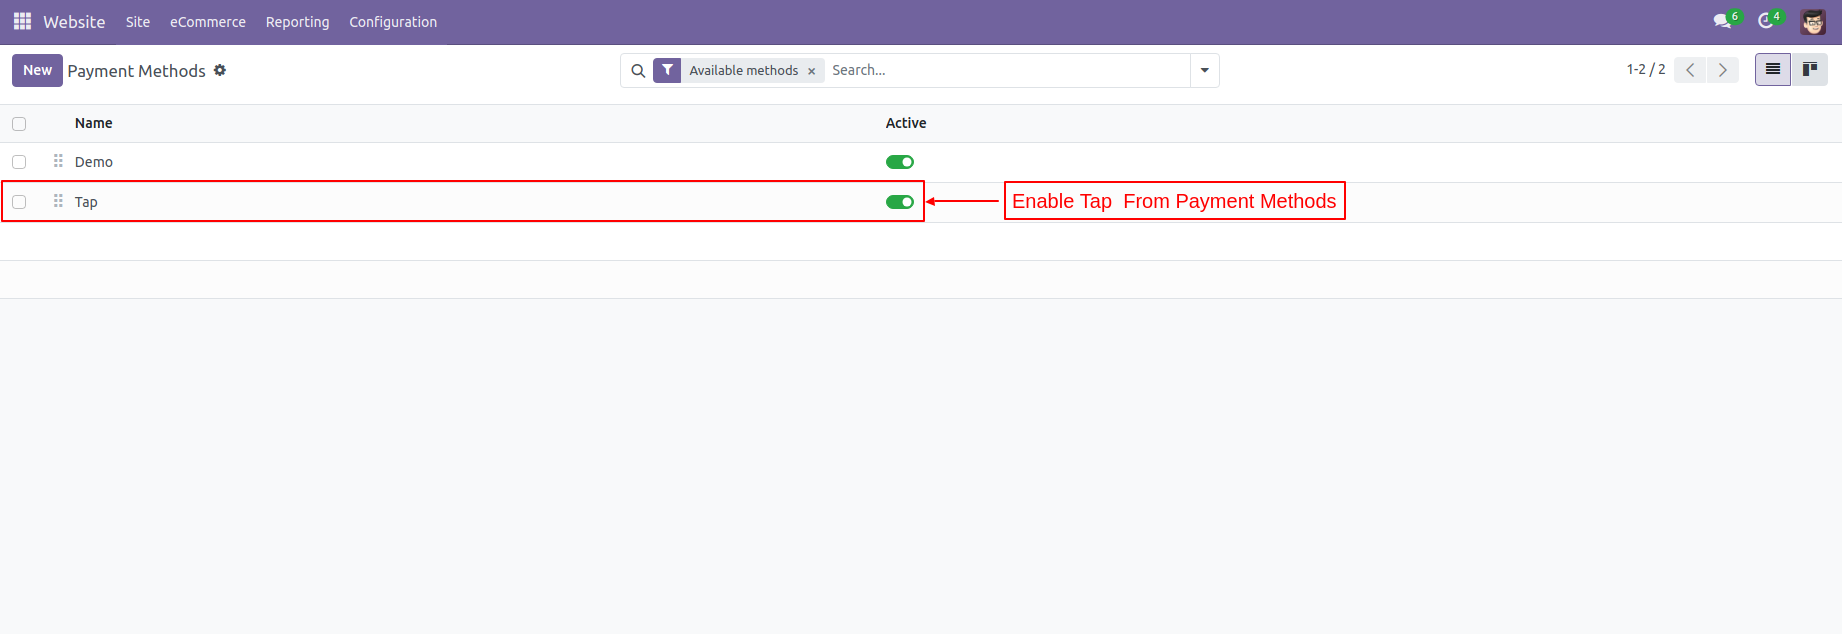 Website Site eCommerce Reporting Configuration 6 4
New Payment Methods Available methods × Search... 1-2 / 2
Name Active
Demo
Tap Enable Tap  From Payment Methods